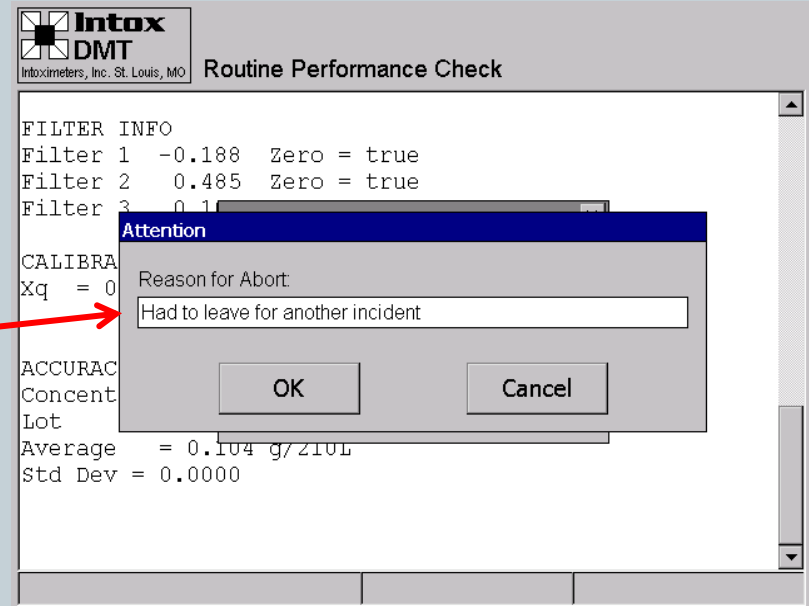 Intox
DMT
Intoximeters, Inc. St. Louis, MO
Routine Performance Check
FILTER INFO
Filter 1 -0.188 Zero = true
Filter 2 0.485 Zero = true
Filter 3 0.1
Attention
CALIBRA
Xq = 0
Reason for Abort:
Had to leave for another incident
ACCURAC
Concent
OK
Cancel
Lot
Average = 0.104 g/210L
Std Dev = 0.0000